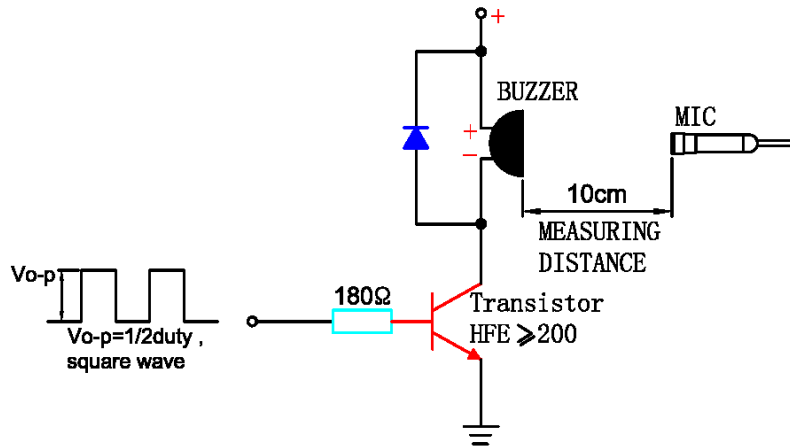 +
BUZZER
+
−
MIC
10cm
MEASURING
DISTANCE
Vo-p
Vo-p=1/2duty ,
square wave
180Ω
Transistor
HFE ⩾200